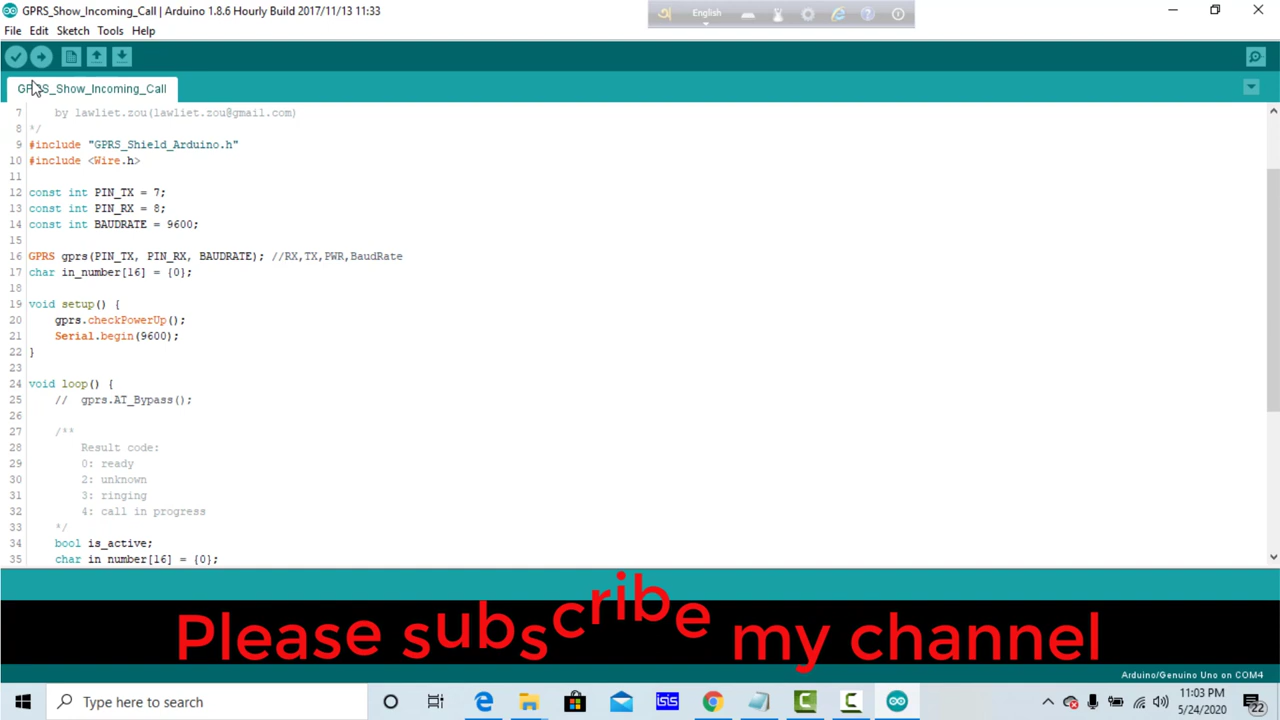 GPRS_Show_Incoming_Call | Arduino 1.8.6 Hourly Build 2017/11/13 11:33
English
File Edit Sketch Tools Help
GPRS_Show_Incoming_Call
7 by lawliet.zou(lawliet.zou@gmail.com)
8 */
9 #include "GPRS_Shield_Arduino.h"
10 #include <Wire.h>
11
12 const int PIN_TX = 7;
13 const int PIN_RX = 8;
14 const int BAUDRATE = 9600;
15
16 GPRS gprs(PIN_TX, PIN_RX, BAUDRATE); //RX,TX,PWR,BaudRate
17 char in_number[16] = {0};
18
19 void setup() {
20 gprs.checkPowerUp();
21 Serial.begin(9600);
22 }
23
24 void loop() {
25 // gprs.AT_Bypass();
26
27 /**
28 Result code:
29 0: ready
30 2: unknown
31 3: ringing
32 4: call in progress
33 */
34 bool is_active;
35 char in_number[16] = {0};
Please subscribe my channel
Arduino/Genuino Uno on COM4
Type here to search
isis
11:03 PM
5/24/2020
22